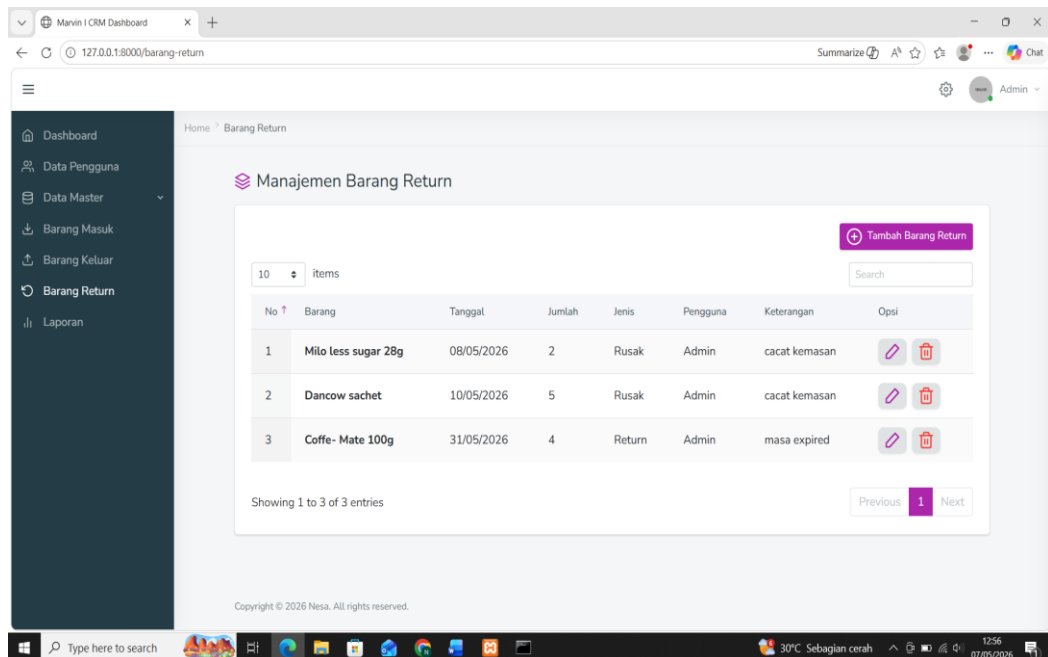 Marvin I CRM Dashboard
127.0.0.1:8000/barang-return
Summarize
Chat
Admin
Dashboard
Data Pengguna
Data Master
Barang Masuk
Barang Keluar
Barang Return
Laporan
Home > Barang Return
Manajemen Barang Return
Tambah Barang Return
10 items
Search
No ↑ Barang Tanggal Jumlah Jenis Pengguna Keterangan Opsi
1 Milo less sugar 28g 08/05/2026 2 Rusak Admin cacat kemasan
2 Dancow sachet 10/05/2026 5 Rusak Admin cacat kemasan
3 Coffe- Mate 100g 31/05/2026 4 Return Admin masa expired
Showing 1 to 3 of 3 entries
Previous 1 Next
Copyright © 2026 Nesa. All rights reserved.
Type here to search
30°C Sebagian cerah
12:56
07/05/2026